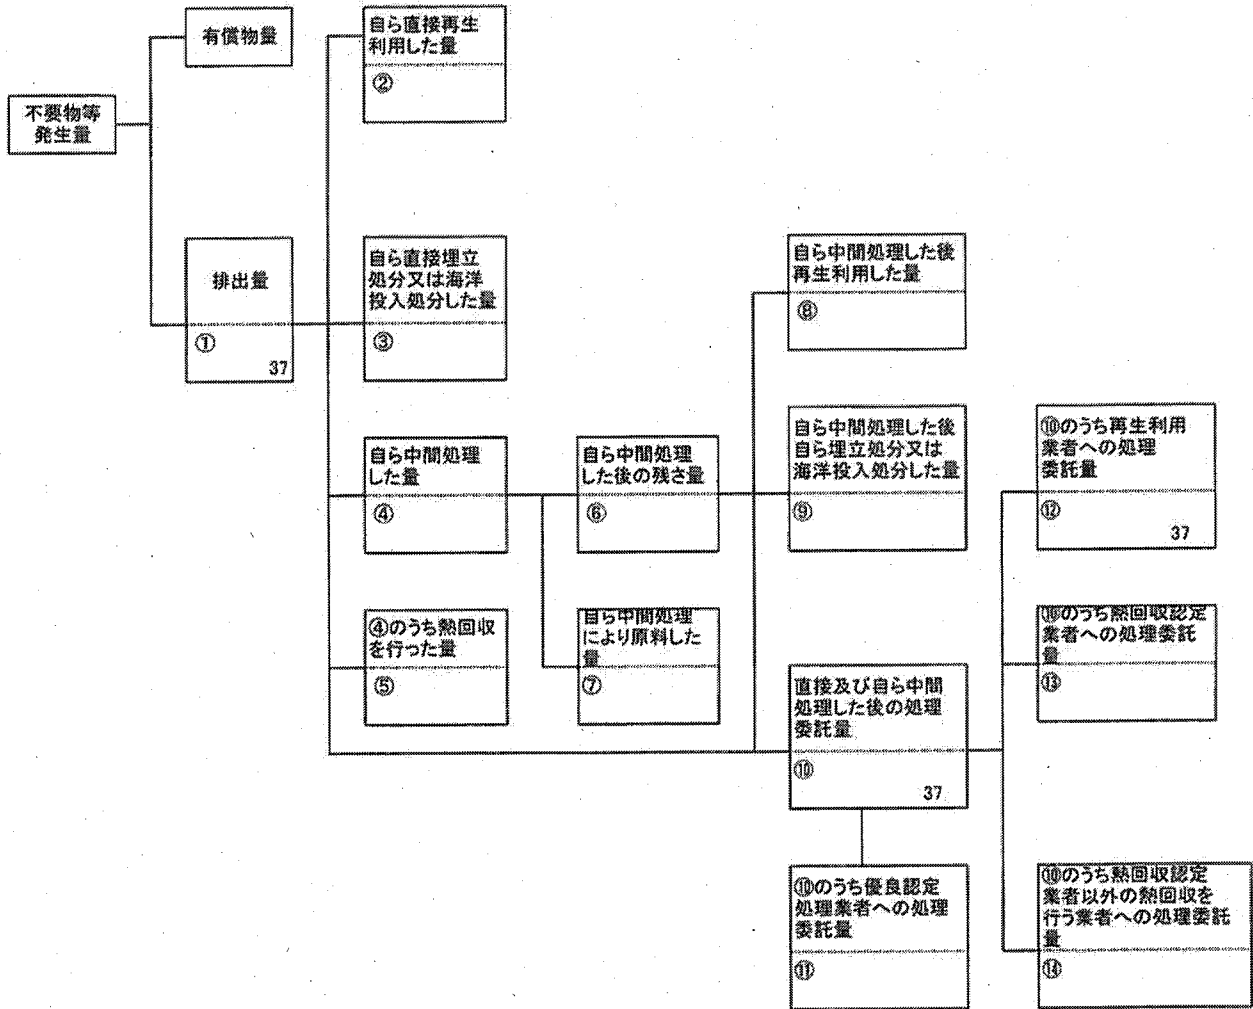 不要物等
発生量
有償物量
排出量
①
37
自ら直接再生
利用した量
②
自ら直接埋立
処分又は海洋
投入処分した量
③
自ら中間処理
した量
④
④のうち熱回収
を行った量
⑤
自ら中間処理
した後の残さ量
⑥
自ら中間処理
により原料した
量
⑦
自ら中間処理した後
再生利用した量
⑧
自ら中間処理した後
自ら埋立処分又は
海洋投入処分した量
⑨
直接及び自ら中間
処理した後の処理
委託量
⑩
37
⑩のうち優良認定
処理業者への処理
委託量
⑪
⑩のうち再生利用
業者への処理
委託量
⑫
37
⑩のうち熱回収認定
業者への処理委託
量
⑬
⑩のうち熱回収認定
業者以外の熱回収を
行う業者への処理委託
量
⑭